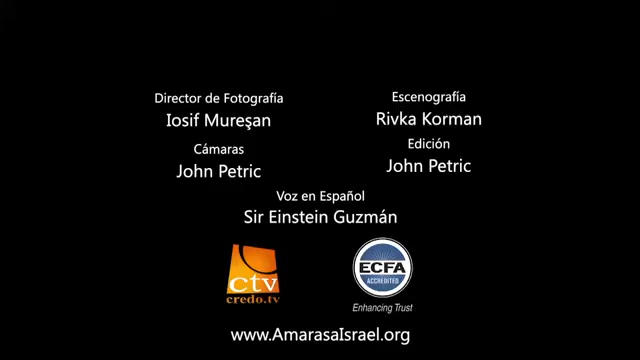 Director de Fotografía
Iosif Mureşan
Escenografía
Rivka Korman
Cámaras
John Petric
Edición
John Petric
Voz en Español
Sir Einstein Guzmán
ctv
credo.tv
ECFA
ACCREDITED
Enhancing Trust
www.AmarasaIsrael.org